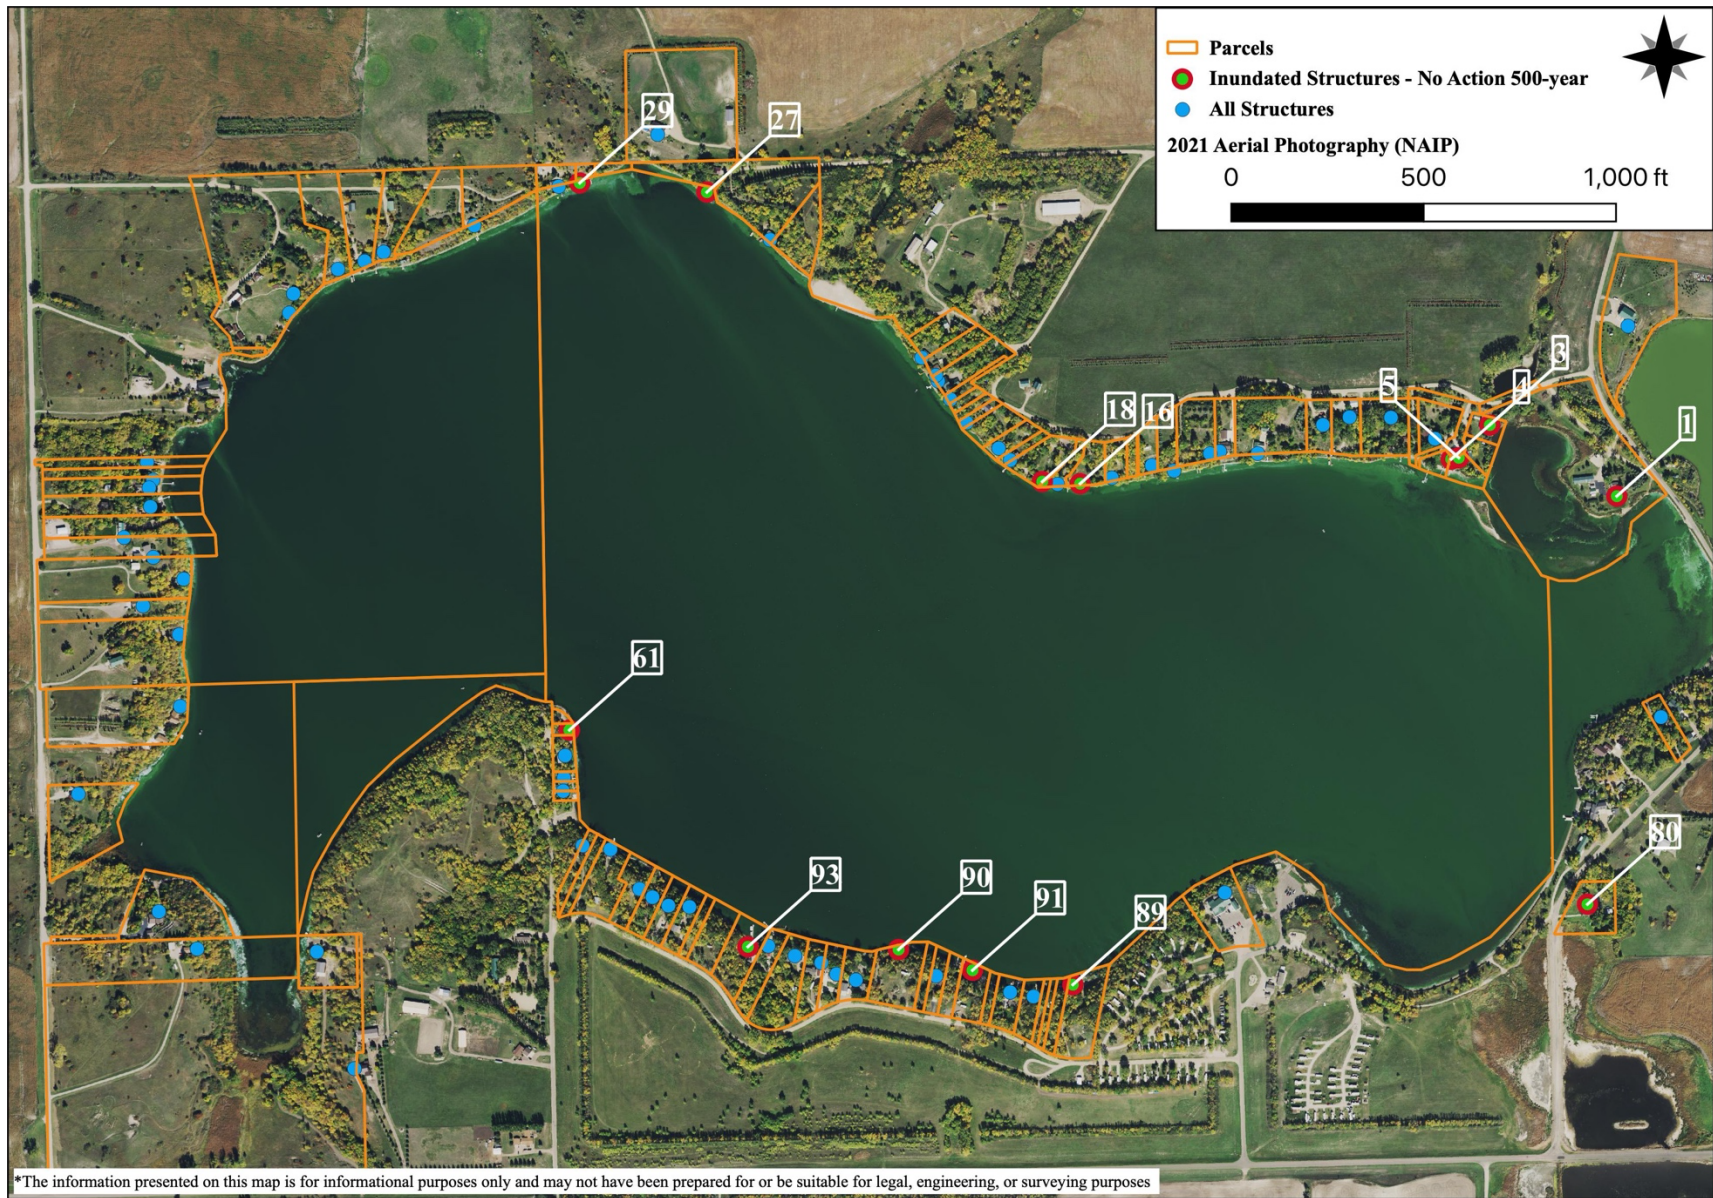 Parcels
Inundated Structures - No Action 500-year
All Structures
2021 Aerial Photography (NAIP)
0 500 1,000 ft
29
27
3
5
4
18
16
1
61
80
93
90
91
89
*The information presented on this map is for informational purposes only and may not have been prepared for or be suitable for legal, engineering, or surveying purposes